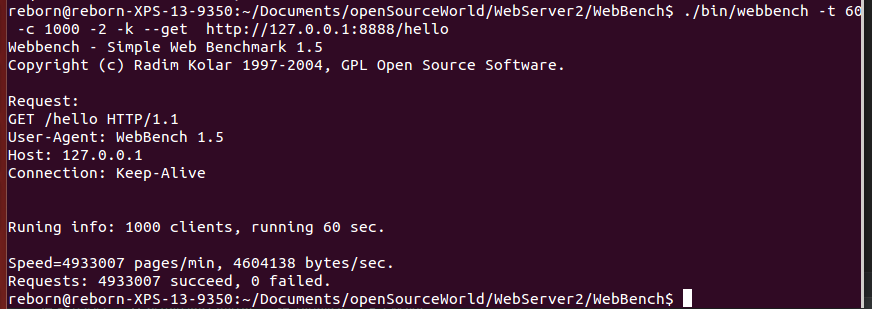 reborn@reborn-XPS-13-9350:~/Documents/openSourceWorld/WebServer2/WebBench$ ./bin/webbench -t 60
 -c 1000 -2 -k --get  http://127.0.0.1:8888/hello
Webbench - Simple Web Benchmark 1.5
Copyright (c) Radim Kolar 1997-2004, GPL Open Source Software.

Request:
GET /hello HTTP/1.1
User-Agent: WebBench 1.5
Host: 127.0.0.1
Connection: Keep-Alive


Runing info: 1000 clients, running 60 sec.

Speed=4933007 pages/min, 4604138 bytes/sec.
Requests: 4933007 succeed, 0 failed.
reborn@reborn-XPS-13-9350:~/Documents/openSourceWorld/WebServer2/WebBench$